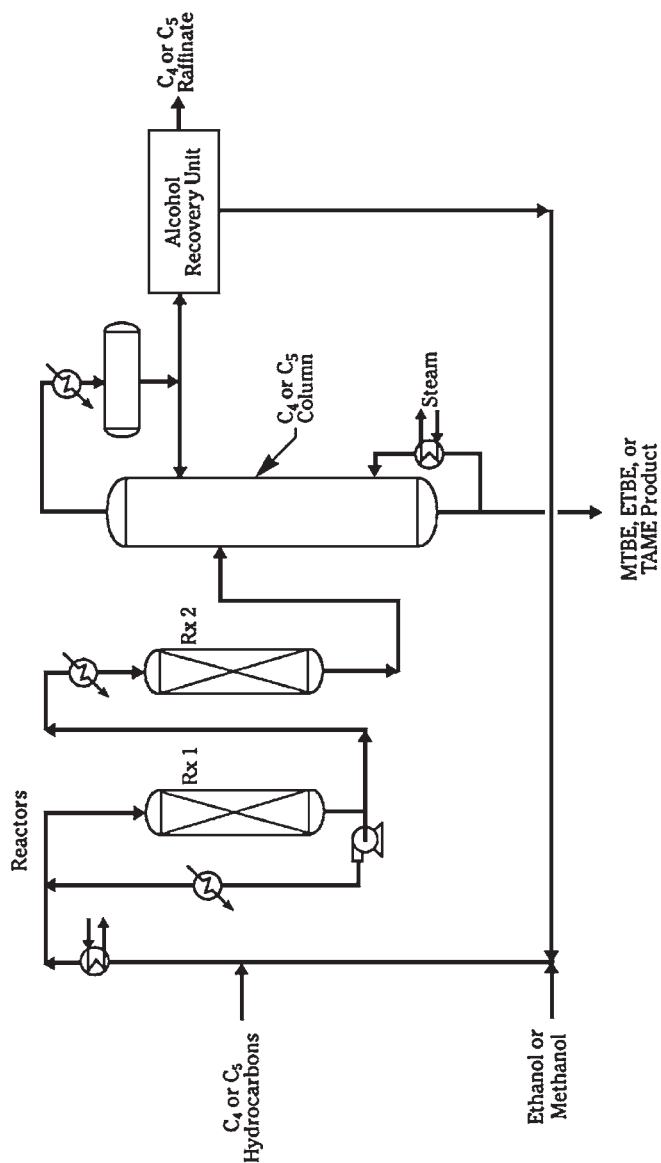 Reactors
Rx 1
Rx 2
C₄ or C₅
Hydrocarbons
Ethanol or
Methanol
C₄ or C₅
Column
Steam
MTBE, ETBE, or
TAME Product
Alcohol
Recovery Unit
C₄ or C₅
Raffinate